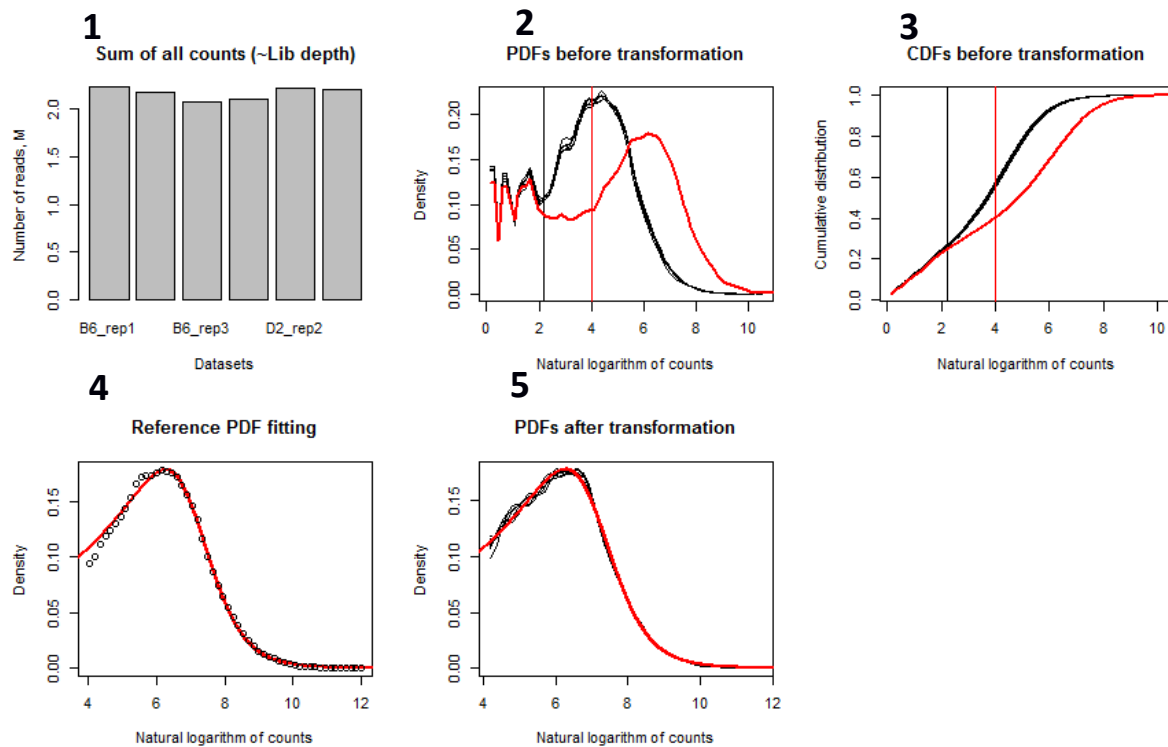 1
Sum of all counts (~Lib depth)
Number of reads, M
0.0 0.5 1.0 1.5 2.0
B6_rep1 B6_rep3 D2_rep2
Datasets
2
PDFs before transformation
Density
0.00 0.05 0.10 0.15 0.20
0 2 4 6 8 10
Natural logarithm of counts
3
CDFs before transformation
Cumulative distribution
0.0 0.2 0.4 0.6 0.8 1.0
0 2 4 6 8 10
Natural logarithm of counts
4
Reference PDF fitting
Density
0.00 0.05 0.10 0.15
4 6 8 10 12
Natural logarithm of counts
5
PDFs after transformation
Density
0.00 0.05 0.10 0.15
4 6 8 10 12
Natural logarithm of counts